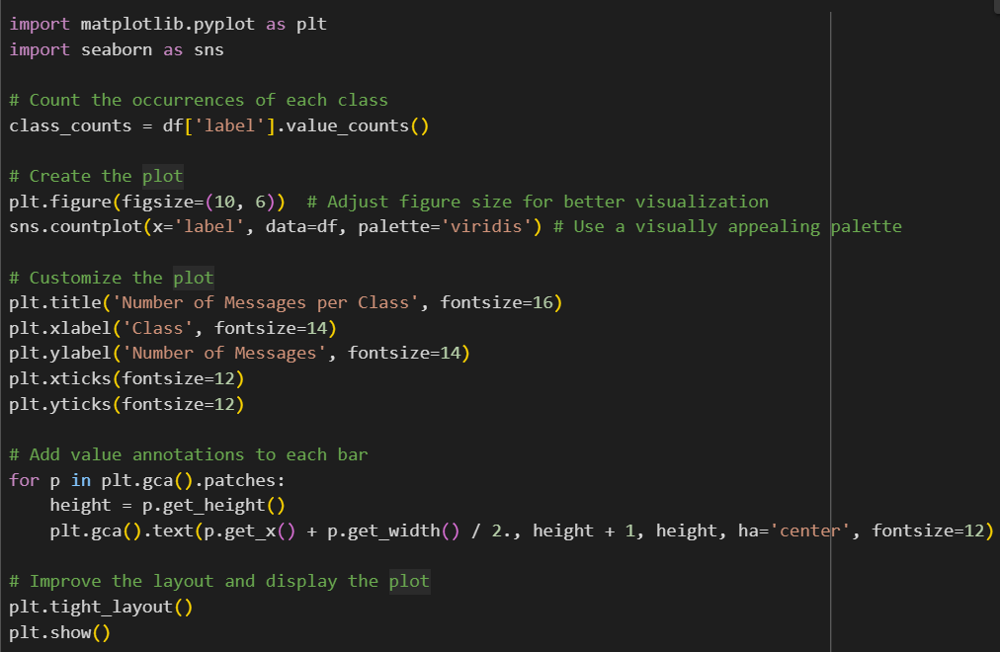 import matplotlib.pyplot as plt
import seaborn as sns
# Count the occurrences of each class
class_counts = df['label'].value_counts()
# Create the plot
plt.figure(figsize=(10, 6))  # Adjust figure size for better visualization
sns.countplot(x='label', data=df, palette='viridis') # Use a visually appealing palette
# Customize the plot
plt.title('Number of Messages per Class', fontsize=16)
plt.xlabel('Class', fontsize=14)
plt.ylabel('Number of Messages', fontsize=14)
plt.xticks(fontsize=12)
plt.yticks(fontsize=12)
# Add value annotations to each bar
for p in plt.gca().patches:
    height = p.get_height()
    plt.gca().text(p.get_x() + p.get_width() / 2., height + 1, height, ha='center', fontsize=12)
# Improve the layout and display the plot
plt.tight_layout()
plt.show()